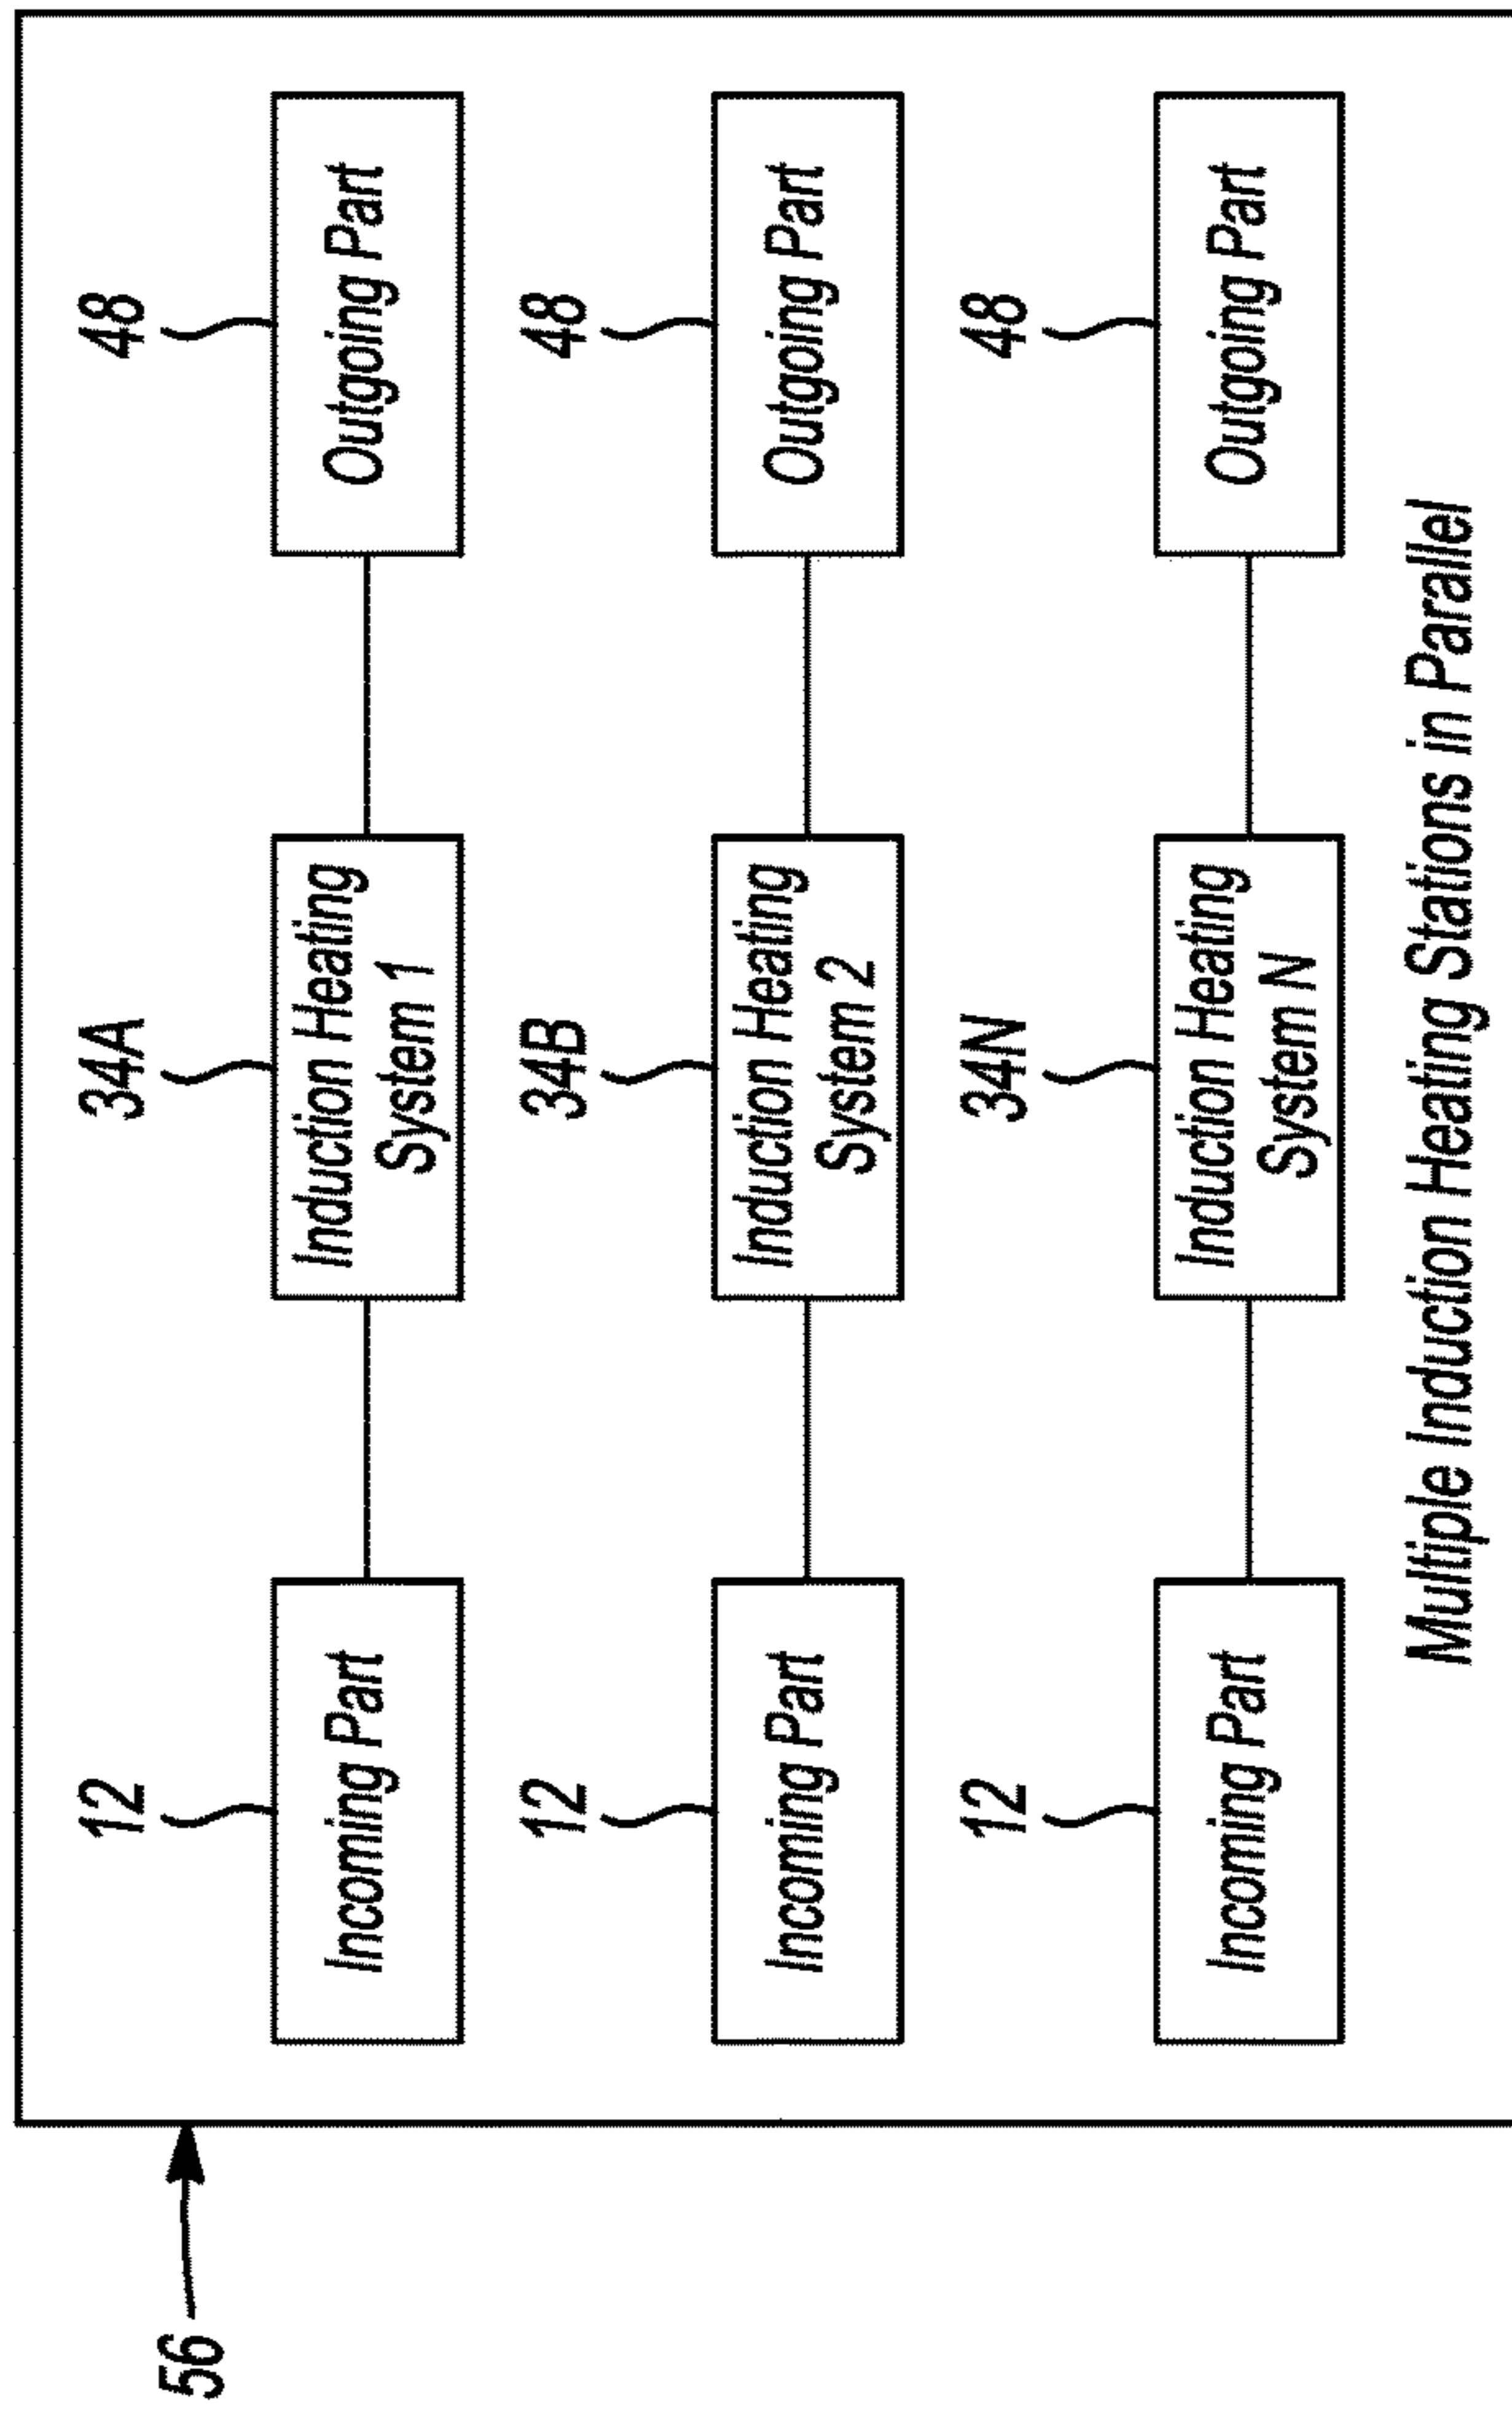 56
12
34A
48
Incoming Part
Induction Heating
System 1
Outgoing Part
12
34B
48
Incoming Part
Induction Heating
System 2
Outgoing Part
12
34N
48
Incoming Part
Induction Heating
System N
Outgoing Part
Multiple Induction Heating Stations in Parallel